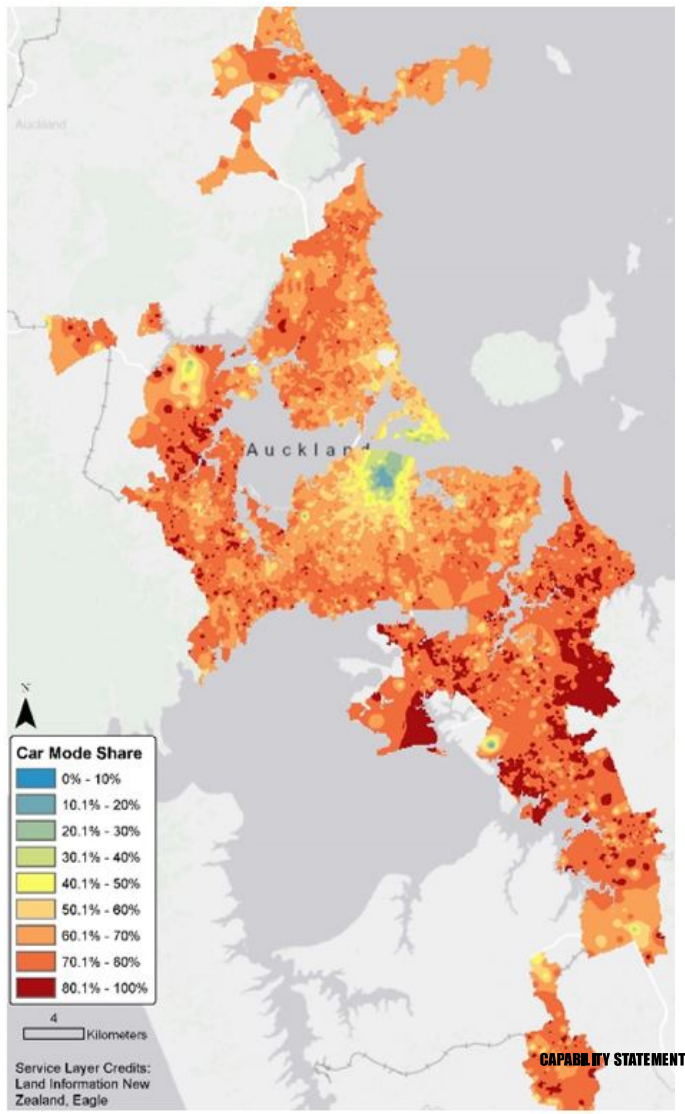 Auckland
Auckland
N
Car Mode Share
0% - 10%
10.1% - 20%
20.1% - 30%
30.1% - 40%
40.1% - 50%
50.1% - 60%
60.1% - 70%
70.1% - 80%
80.1% - 100%
4
Kilometers
Service Layer Credits:
Land Information New
Zealand, Eagle
CAPABILITY STATEMENT